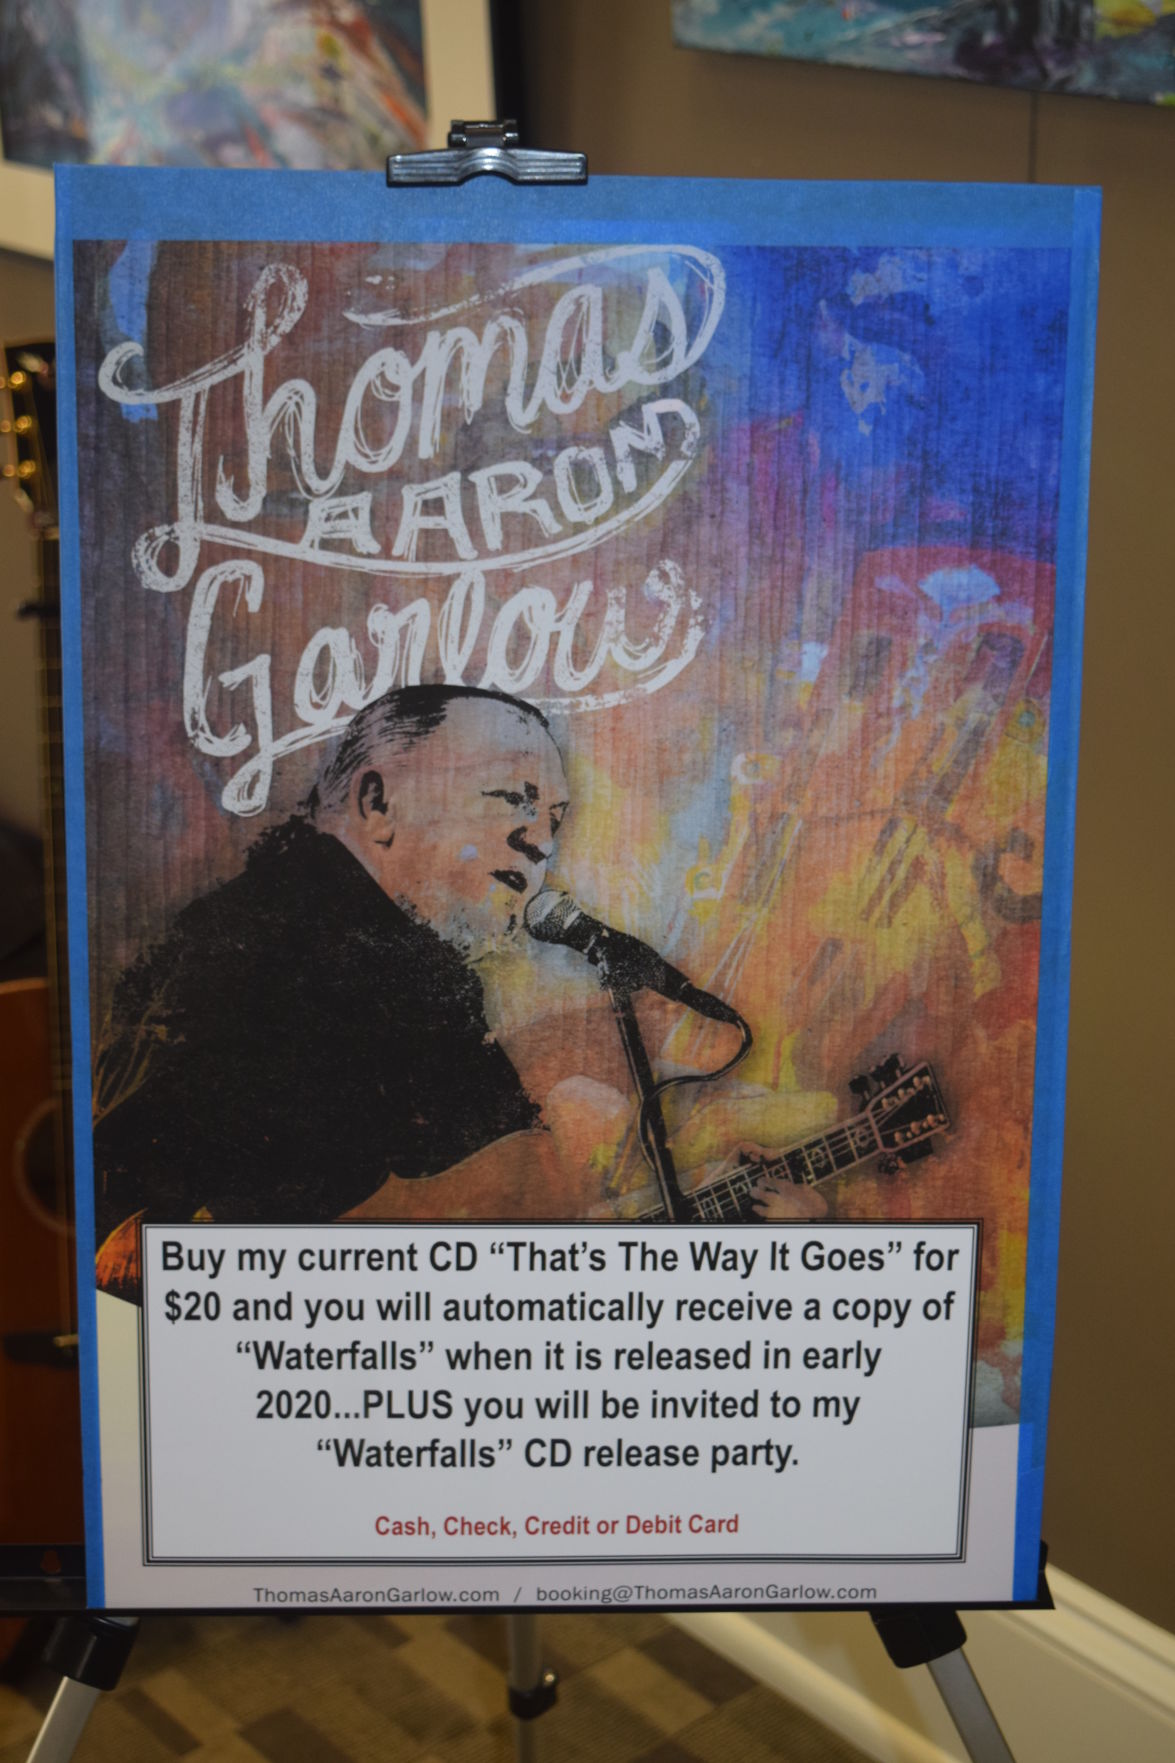 Thomas
AARON
Garlow
Buy my current CD “That’s The Way It Goes” for
$20 and you will automatically receive a copy of
“Waterfalls” when it is released in early
2020...PLUS you will be invited to my
“Waterfalls” CD release party.
Cash, Check, Credit or Debit Card
ThomasAaronGarlow.com / booking@ThomasAaronGarlow.com